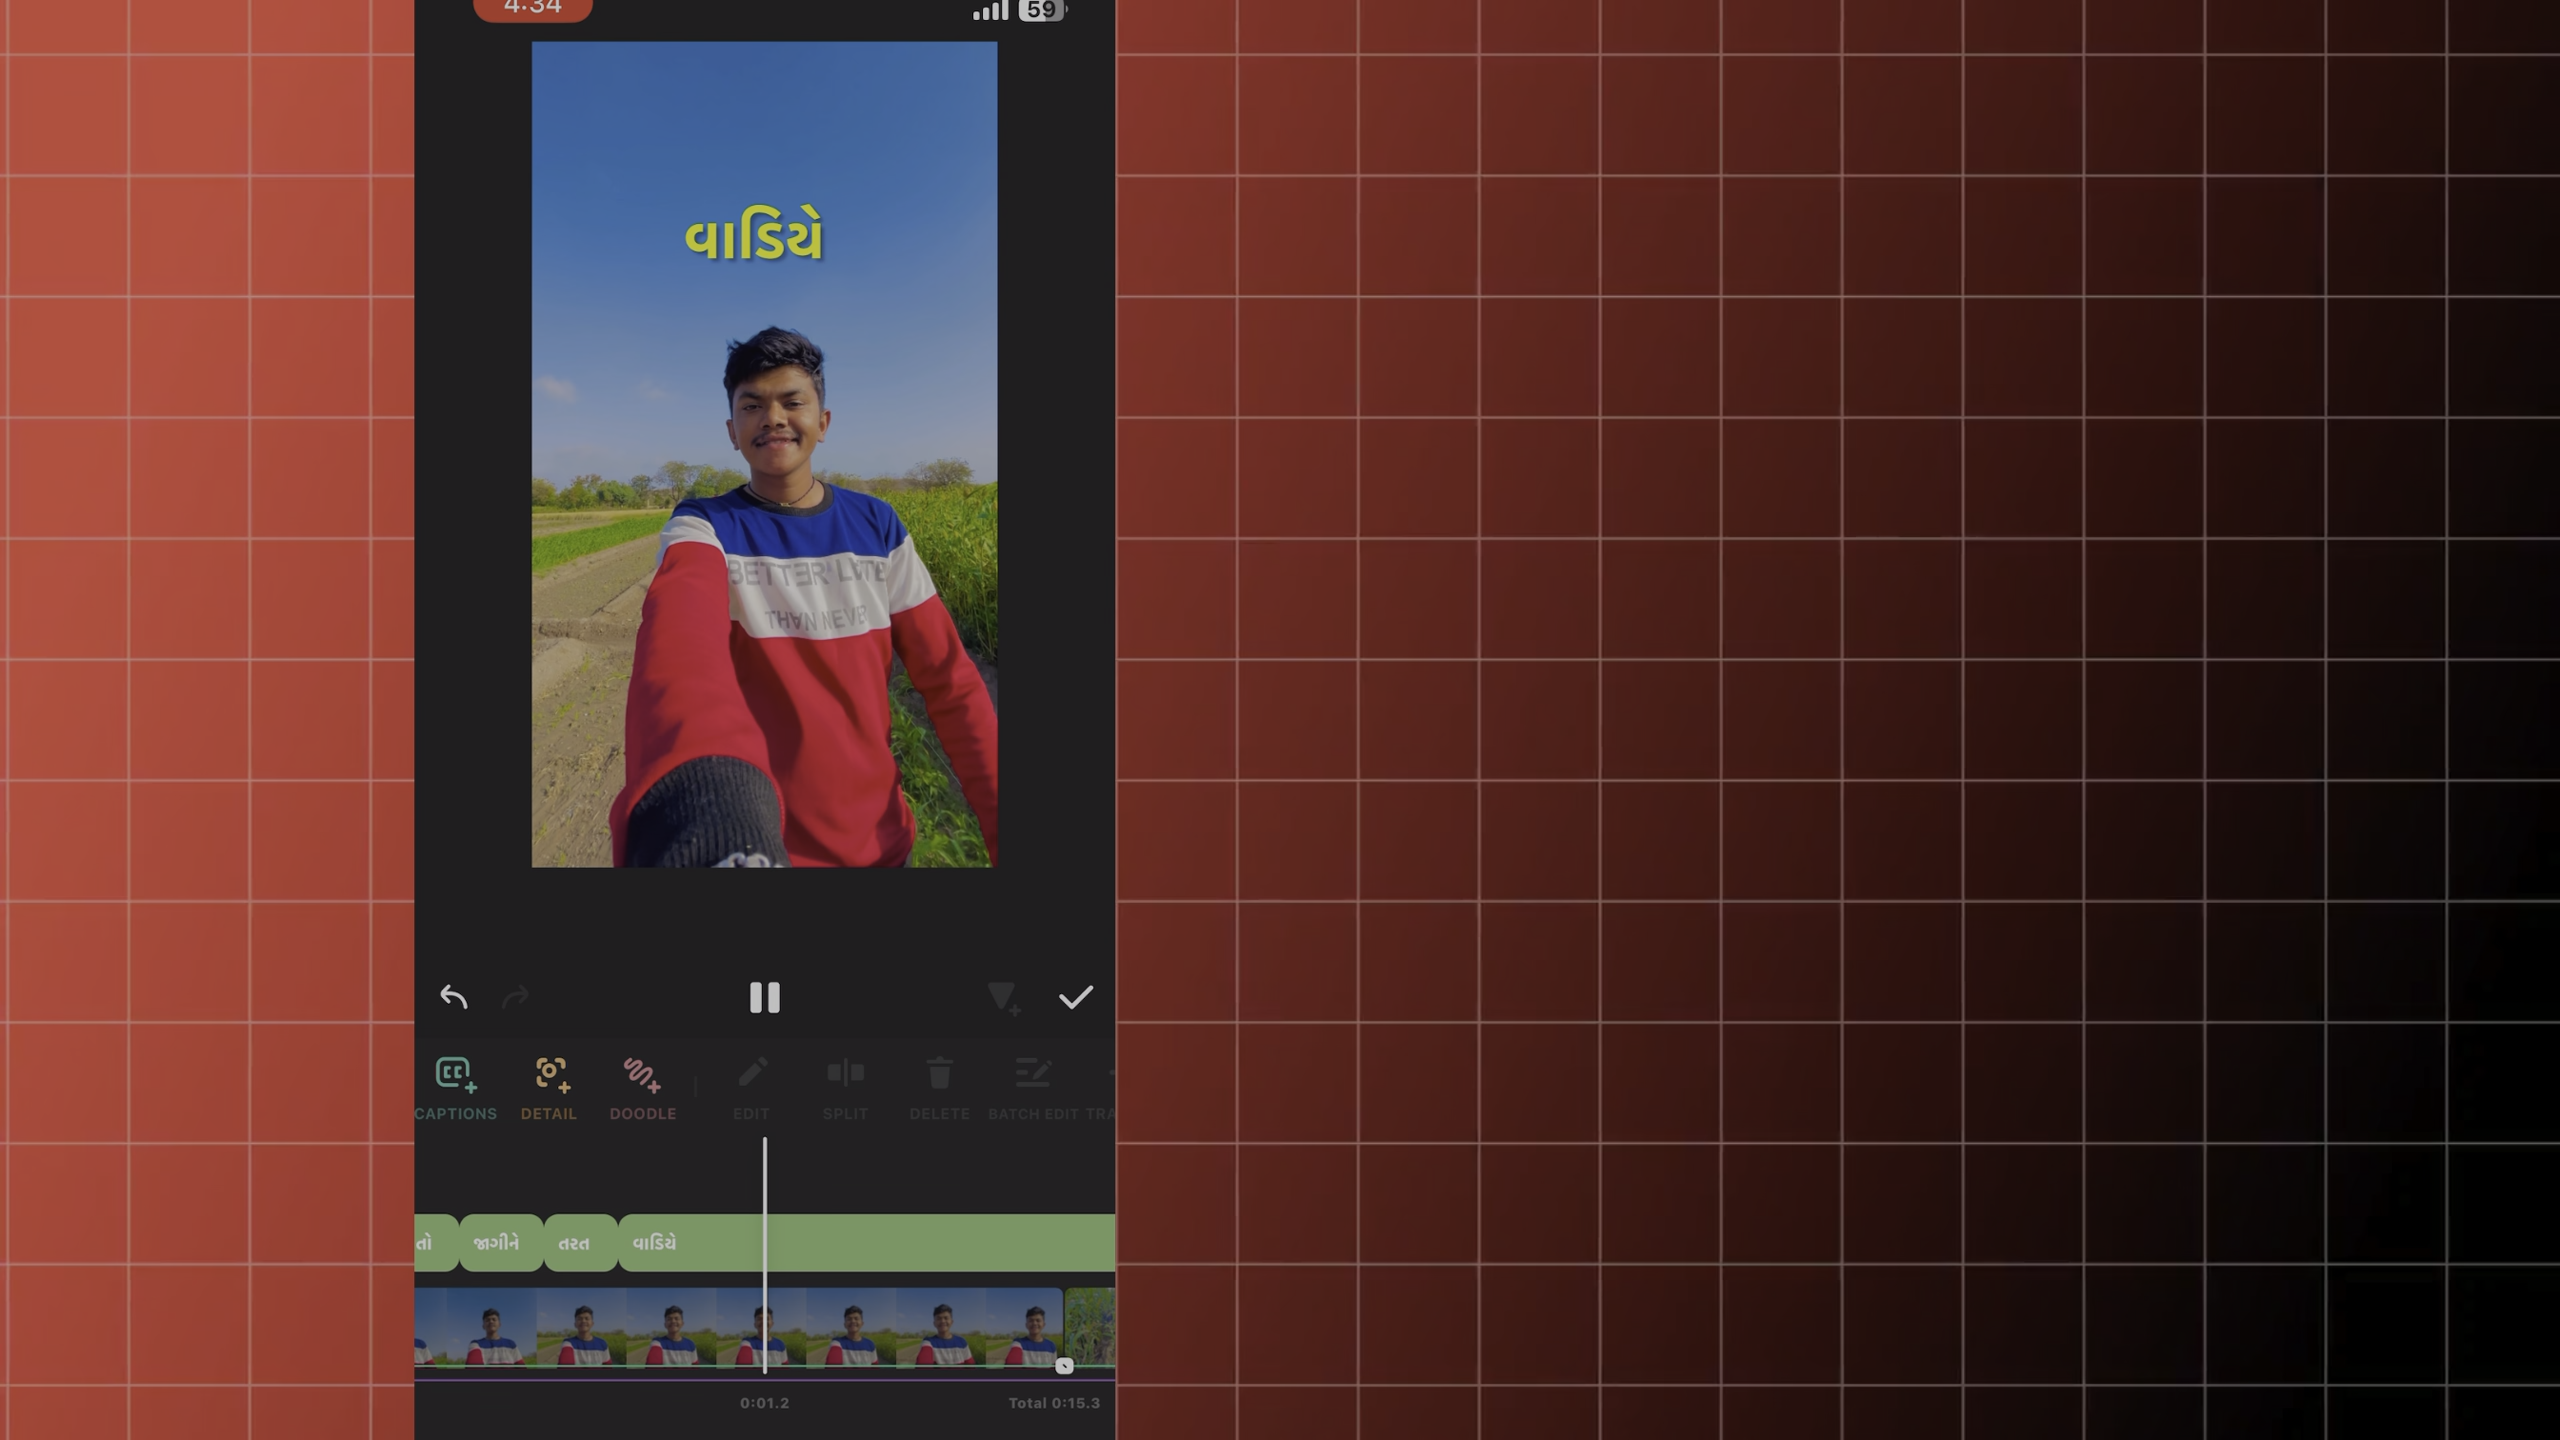 4:34
59
વાડિયે
BETTER LATE
THAN NEVER
CAPTIONS
DETAIL
DOODLE
EDIT
SPLIT
DELETE
BATCH EDIT
તો
જાગીને
તરત
વાડિયે
0:01.2
Total 0:15.3